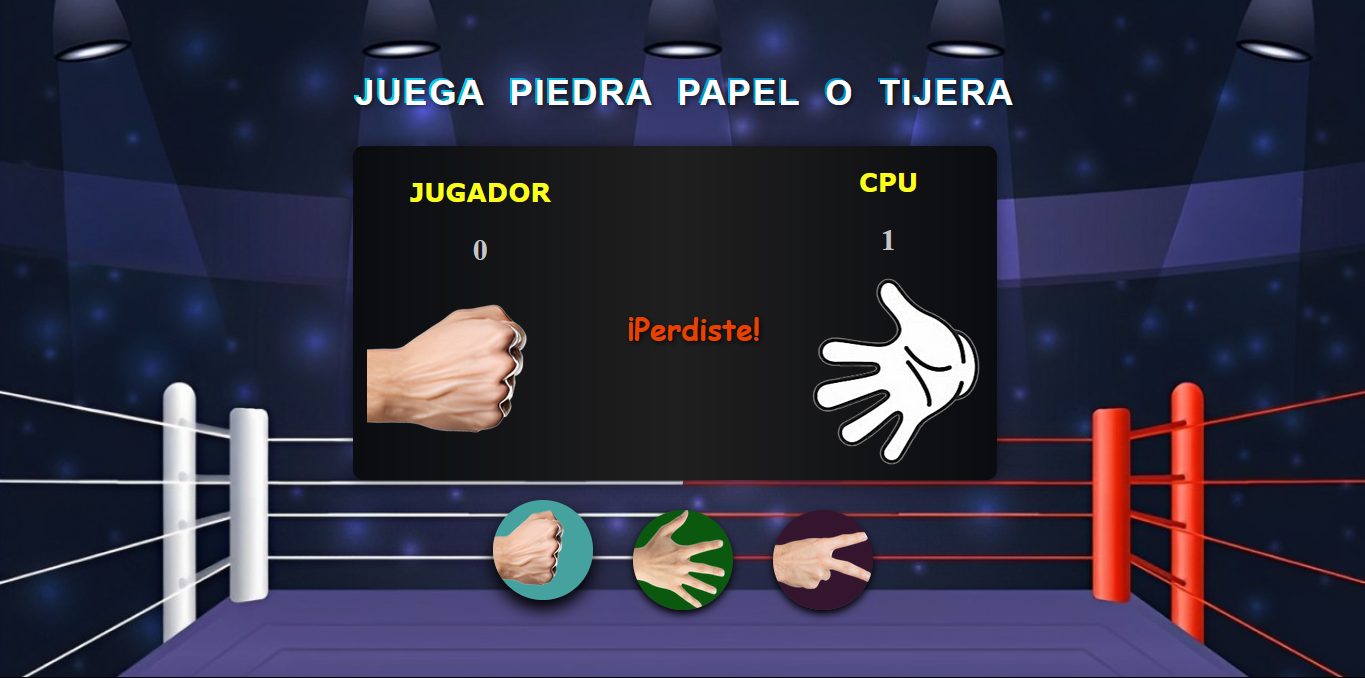 JUEGA PIEDRA PAPEL O TIJERA
JUGADOR
0
CPU
1
¡Perdiste!